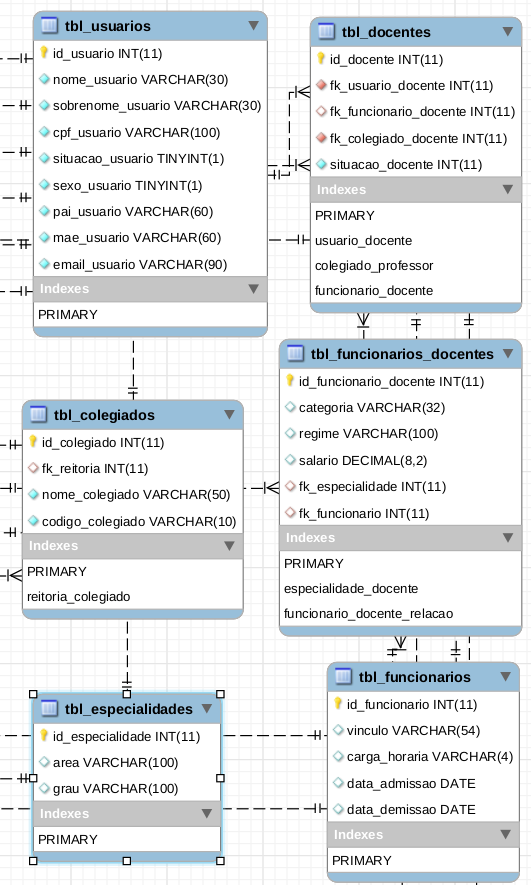 tbl_usuarios
id_usuario INT(11)
nome_usuario VARCHAR(30)
sobrenome_usuario VARCHAR(30)
cpf_usuario VARCHAR(100)
situacao_usuario TINYINT(1)
sexo_usuario TINYINT(1)
pai_usuario VARCHAR(60)
mae_usuario VARCHAR(60)
email_usuario VARCHAR(90)
Indexes
PRIMARY
tbl_docentes
id_docente INT(11)
fk_usuario_docente INT(11)
fk_funcionario_docente INT(11)
fk_colegiado_docente INT(11)
situacao_docente INT(11)
Indexes
PRIMARY
usuario_docente
colegiado_professor
funcionario_docente
tbl_colegiados
id_colegiado INT(11)
fk_reitoria INT(11)
nome_colegiado VARCHAR(50)
codigo_colegiado VARCHAR(10)
Indexes
PRIMARY
reitoria_colegiado
tbl_funcionarios_docentes
id_funcionario_docente INT(11)
categoria VARCHAR(32)
regime VARCHAR(100)
salario DECIMAL(8,2)
fk_especialidade INT(11)
fk_funcionario INT(11)
Indexes
PRIMARY
especialidade_docente
funcionario_docente_relacao
tbl_especialidades
id_especialidade INT(11)
area VARCHAR(100)
grau VARCHAR(100)
Indexes
PRIMARY
tbl_funcionarios
id_funcionario INT(11)
vinculo VARCHAR(54)
carga_horaria VARCHAR(4)
data_admissao DATE
data_demissao DATE
Indexes
PRIMARY